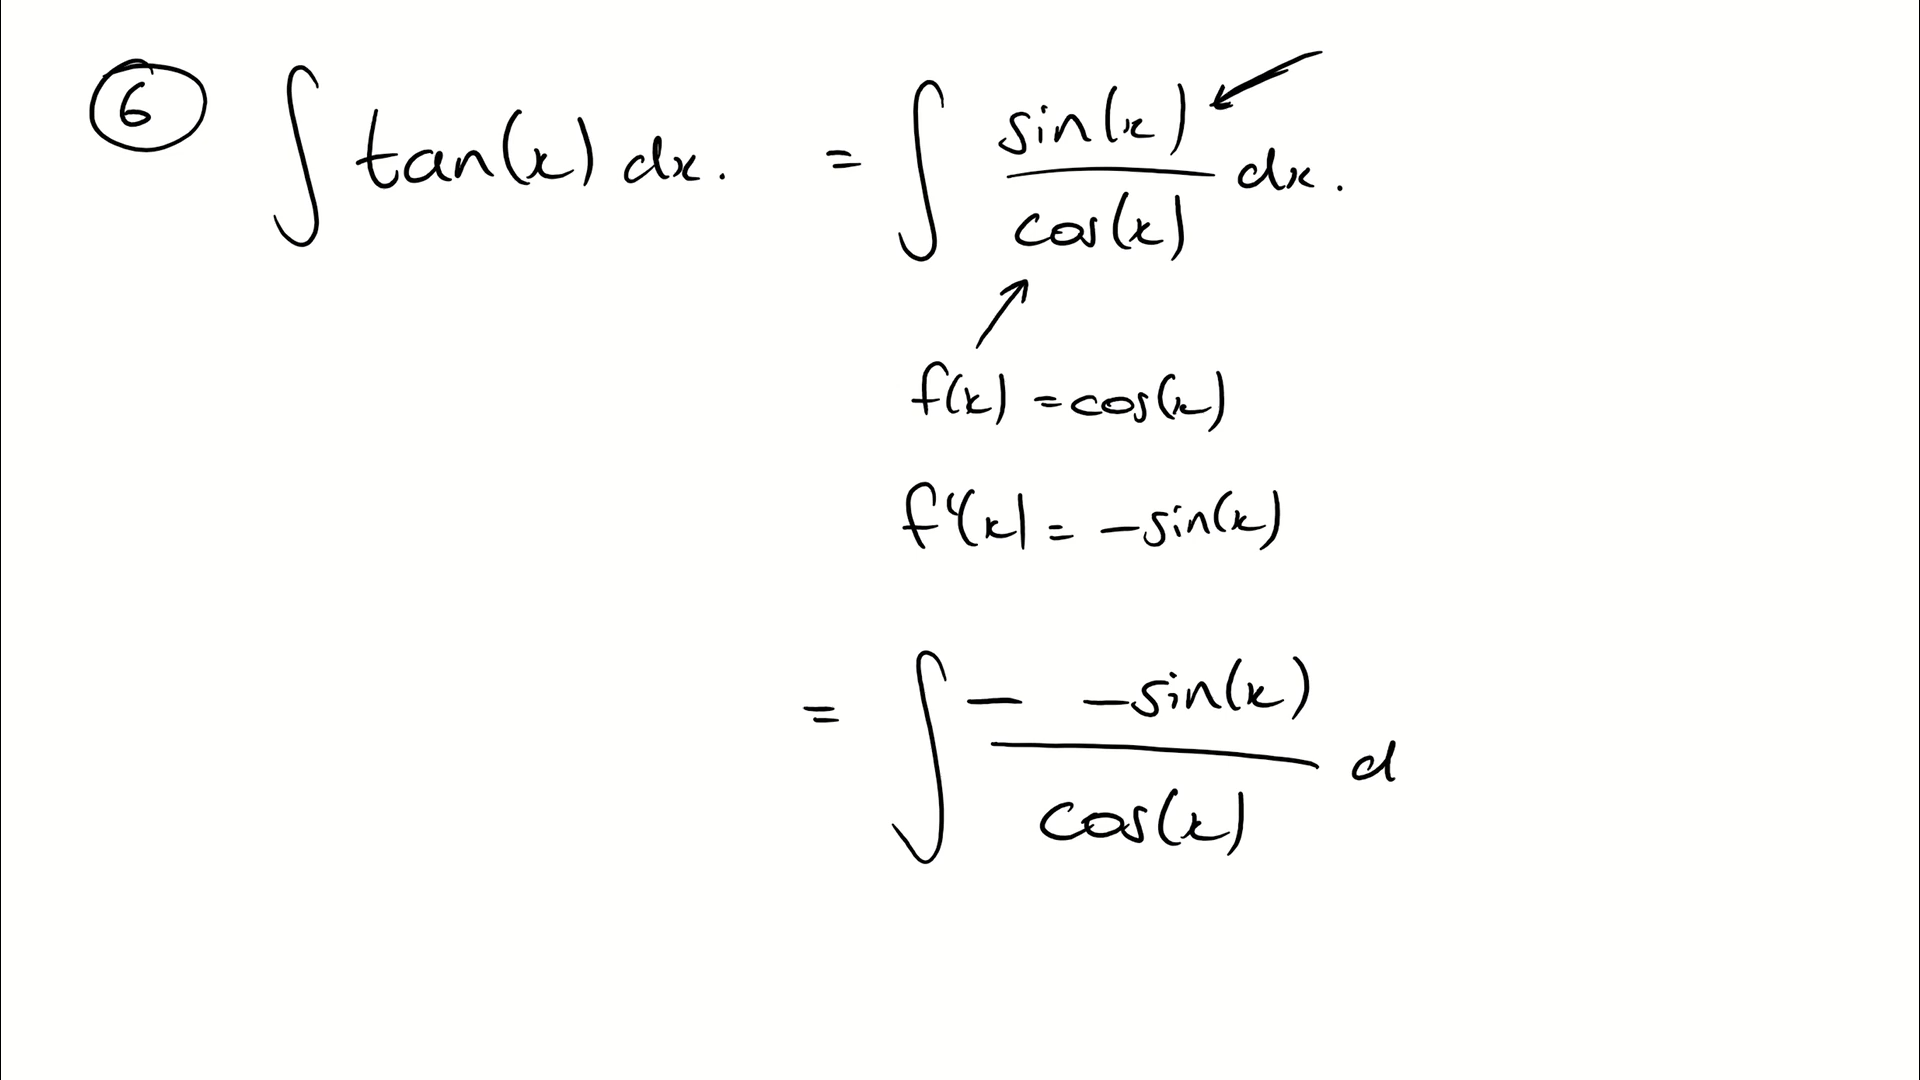 ⑥ ∫ tan(x) dx. = ∫ sin(x)/cos(x) dx.
f(x) = cos(x)
f'(x) = -sin(x)
= ∫ - -sin(x)/cos(x) d